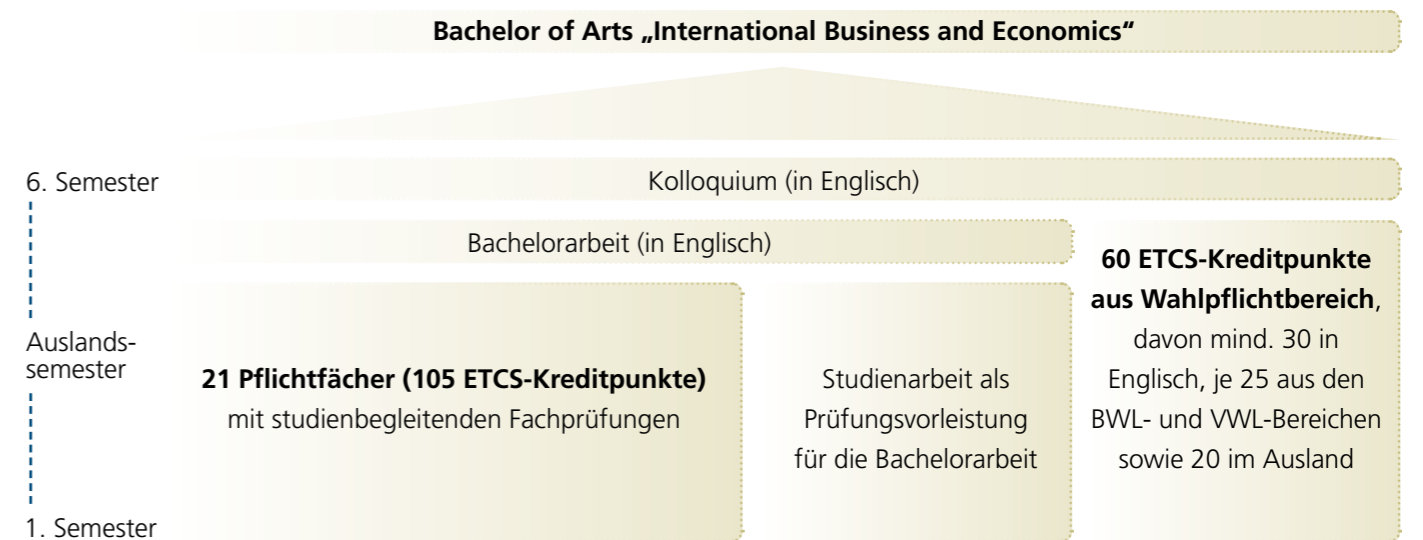 Bachelor of Arts „International Business and Economics“
6. Semester
Kolloquium (in Englisch)
Bachelorarbeit (in Englisch)
60 ETCS-Kreditpunkte
aus Wahlpflichtbereich,
davon mind. 30 in
Englisch, je 25 aus den
BWL- und VWL-Bereichen
sowie 20 im Ausland
Auslands-
semester
21 Pflichtfächer (105 ETCS-Kreditpunkte)
mit studienbegleitenden Fachprüfungen
Studienarbeit als
Prüfungsvorleistung
für die Bachelorarbeit
1. Semester